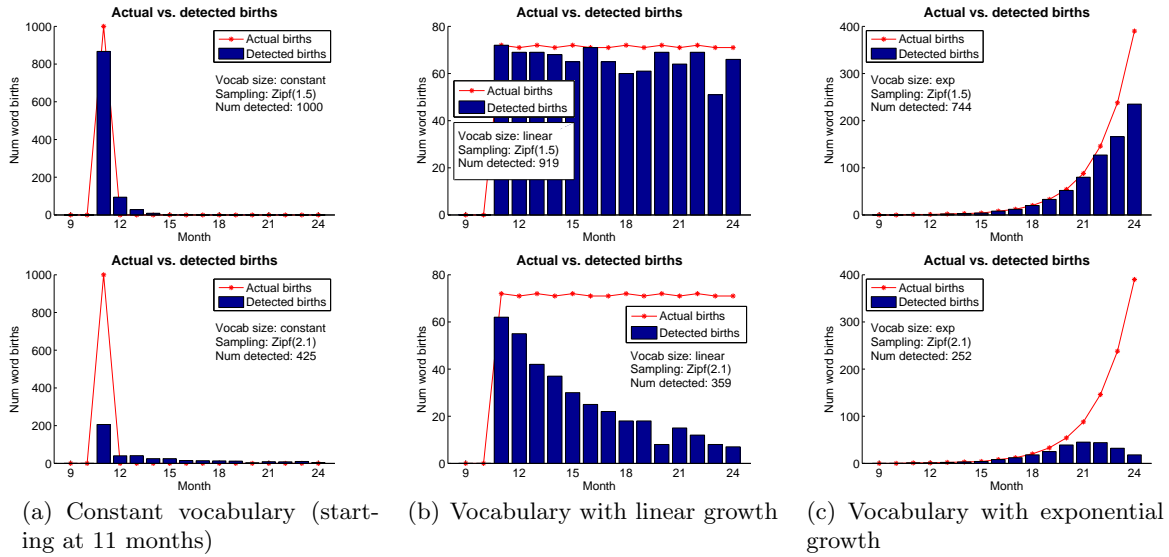 Actual vs. detected births
1000
800
600
400
200
0
Num word births
9 12 15 18 21 24
Month
Actual births
Detected births
Vocab size: constant
Sampling: Zipf(1.5)
Num detected: 1000
Actual vs. detected births
80
60
40
20
0
Num word births
9 12 15 18 21 24
Month
Actual births
Detected births
Vocab size: linear
Sampling: Zipf(1.5)
Num detected: 919
Actual vs. detected births
400
300
200
100
0
Num word births
9 12 15 18 21 24
Month
Actual births
Detected births
Vocab size: exp
Sampling: Zipf(1.5)
Num detected: 744
Actual vs. detected births
1000
800
600
400
200
0
Num word births
9 12 15 18 21 24
Month
Actual births
Detected births
Vocab size: constant
Sampling: Zipf(2.1)
Num detected: 425
Actual vs. detected births
80
60
40
20
0
Num word births
9 12 15 18 21 24
Month
Actual births
Detected births
Vocab size: linear
Sampling: Zipf(2.1)
Num detected: 359
Actual vs. detected births
400
300
200
100
0
Num word births
9 12 15 18 21 24
Month
Actual births
Detected births
Vocab size: exp
Sampling: Zipf(2.1)
Num detected: 252
(a) Constant vocabulary (start-
ing at 11 months)
(b) Vocabulary with linear growth
(c) Vocabulary with exponential
growth